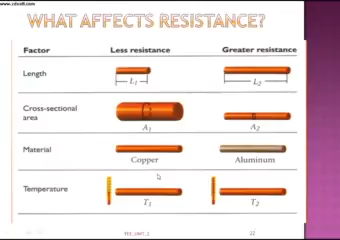 www.zdsoft.com
WHAT AFFECTS RESISTANCE?
Factor Less resistance Greater resistance
Length L1 L2
Cross-sectional
area
A1 A2
Material
Copper Aluminum
Temperature
T1 T2
22